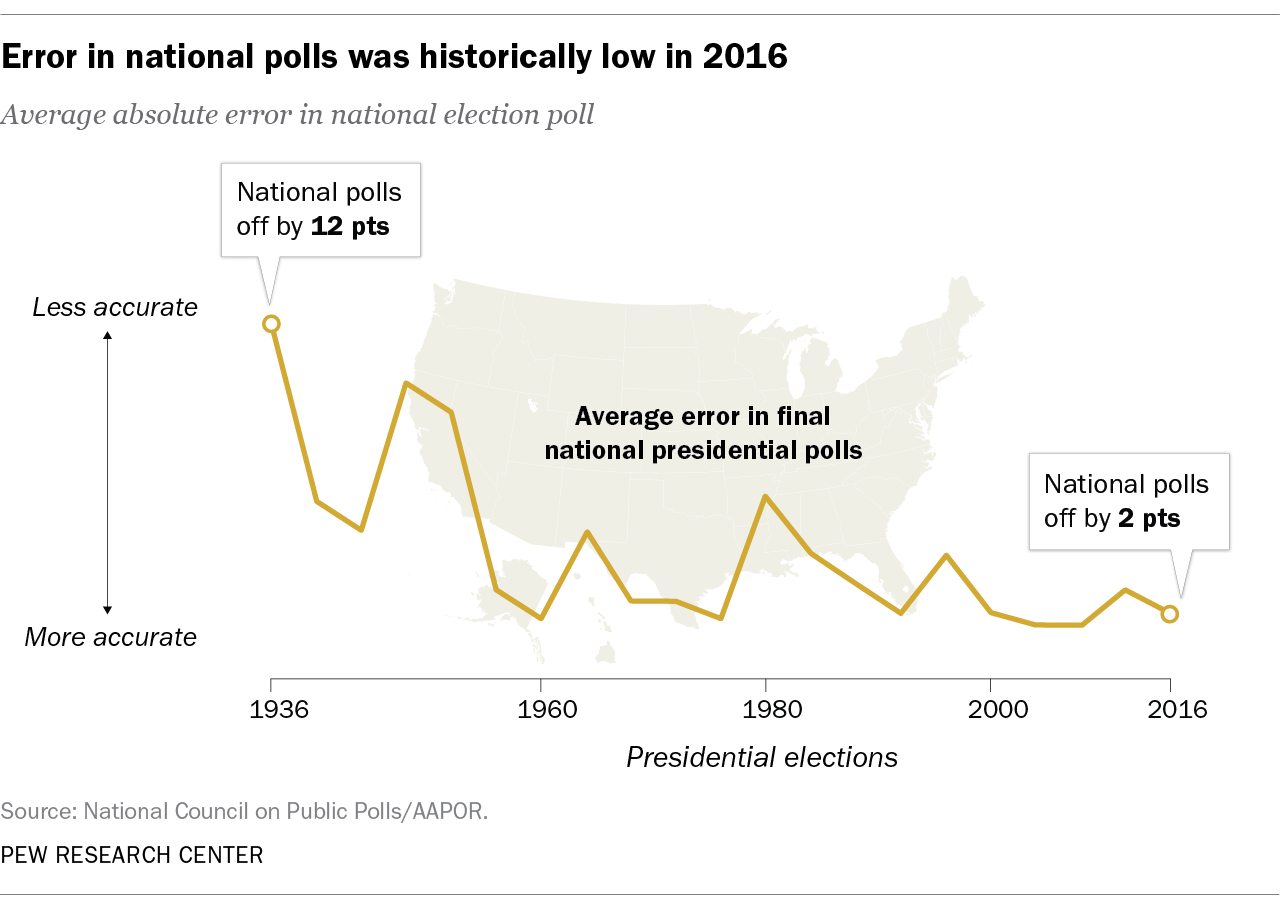 Error in national polls was historically low in 2016
Average absolute error in national election poll
National polls
off by 12 pts
Less accurate
Average error in final
national presidential polls
National polls
off by 2 pts
More accurate
1936
1960
1980
2000
2016
Presidential elections
Source: National Council on Public Polls/AAPOR.
PEW RESEARCH CENTER